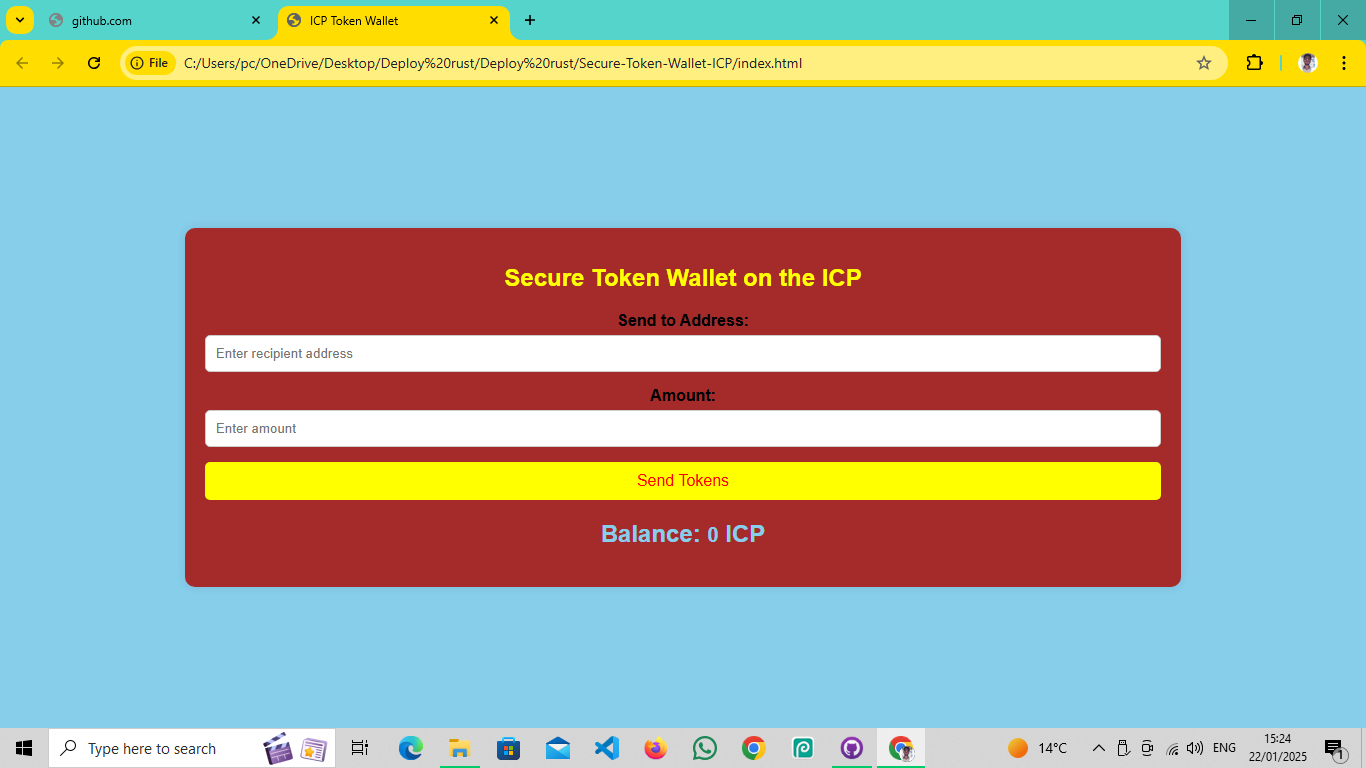 github.com
ICP Token Wallet
File
C:/Users/pc/OneDrive/Desktop/Deploy%20rust/Deploy%20rust/Secure-Token-Wallet-ICP/index.html
Secure Token Wallet on the ICP
Send to Address:
Enter recipient address
Amount:
Enter amount
Send Tokens
Balance: 0 ICP
Type here to search
14°C
ENG
15:24
22/01/2025
1